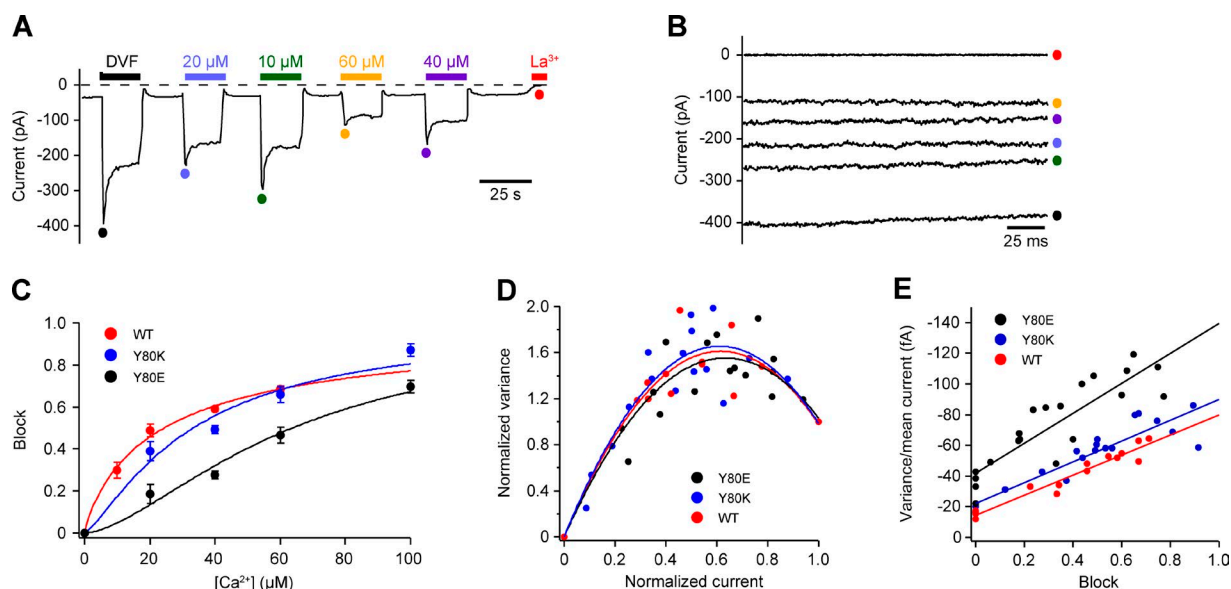 A
DVF
20 µM
10 µM
60 µM
40 µM
La³⁺
0
-100
-200
-300
-400
Current (pA)
25 s
B
0
-100
-200
-300
-400
Current (pA)
25 ms
C
WT
Y80K
Y80E
1.0
0.8
0.6
0.4
0.2
0
Block
0 20 40 60 80 100
[Ca²⁺] (µM)
D
2.0
1.6
1.2
0.8
0.4
0
Normalized variance
Y80E
Y80K
WT
0 0.2 0.4 0.6 0.8 1.0
Normalized current
E
Y80E
Y80K
WT
-140
-120
-100
-80
-60
-40
-20
0
Variance/mean current (fA)
0 0.2 0.4 0.6 0.8 1.0
Block